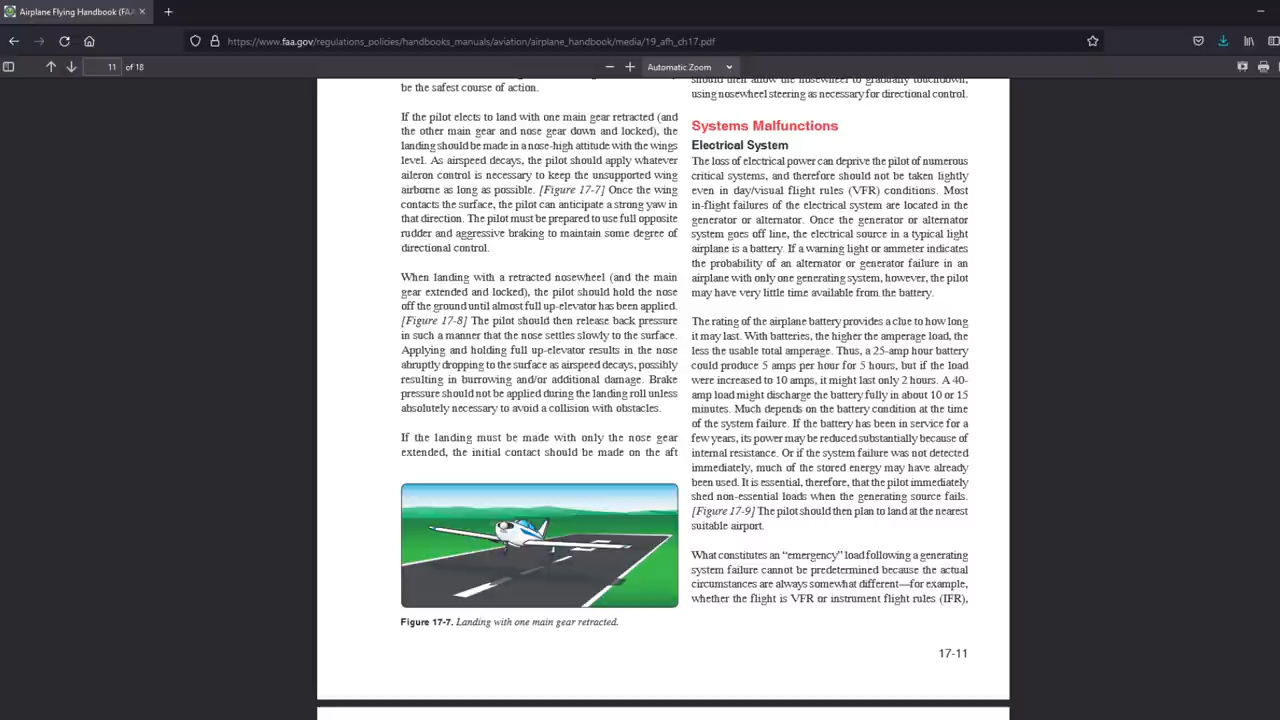 Airplane Flying Handbook (FAA
https://www.faa.gov/regulations_policies/handbooks_manuals/aviation/airplane_handbook/media/19_afh_ch17.pdf
11 of 18
Automatic Zoom
be the safest course of action.
If the pilot elects to land with one main gear retracted (and
the other main gear and nose gear down and locked), the
landing should be made in a nose-high attitude with the wings
level. As airspeed decays, the pilot should apply whatever
aileron control is necessary to keep the unsupported wing
airborne as long as possible. [Figure 17-7] Once the wing
contacts the surface, the pilot can anticipate a strong yaw in
that direction. The pilot must be prepared to use full opposite
rudder and aggressive braking to maintain some degree of
directional control.
When landing with a retracted nosewheel (and the main
gear extended and locked), the pilot should hold the nose
off the ground until almost full up-elevator has been applied.
[Figure 17-8] The pilot should then release back pressure
in such a manner that the nose settles slowly to the surface.
Applying and holding full up-elevator results in the nose
abruptly dropping to the surface as airspeed decays, possibly
resulting in burrowing and/or additional damage. Brake
pressure should not be applied during the landing roll unless
absolutely necessary to avoid a collision with obstacles.
If the landing must be made with only the nose gear
extended, the initial contact should be made on the aft
Figure 17-7. Landing with one main gear retracted.
should then allow the nosewheel to gradually touchdown,
using nosewheel steering as necessary for directional control.
Systems Malfunctions
Electrical System
The loss of electrical power can deprive the pilot of numerous
critical systems, and therefore should not be taken lightly
even in day/visual flight rules (VFR) conditions. Most
in-flight failures of the electrical system are located in the
generator or alternator. Once the generator or alternator
system goes off line, the electrical source in a typical light
airplane is a battery. If a warning light or ammeter indicates
the probability of an alternator or generator failure in an
airplane with only one generating system, however, the pilot
may have very little time available from the battery.
The rating of the airplane battery provides a clue to how long
it may last. With batteries, the higher the amperage load, the
less the usable total amperage. Thus, a 25-amp hour battery
could produce 5 amps per hour for 5 hours, but if the load
were increased to 10 amps, it might last only 2 hours. A 40-
amp load might discharge the battery fully in about 10 or 15
minutes. Much depends on the battery condition at the time
of the system failure. If the battery has been in service for a
few years, its power may be reduced substantially because of
internal resistance. Or if the system failure was not detected
immediately, much of the stored energy may have already
been used. It is essential, therefore, that the pilot immediately
shed non-essential loads when the generating source fails.
[Figure 17-9] The pilot should then plan to land at the nearest
suitable airport.
What constitutes an “emergency” load following a generating
system failure cannot be predetermined because the actual
circumstances are always somewhat different—for example,
whether the flight is VFR or instrument flight rules (IFR),
17-11